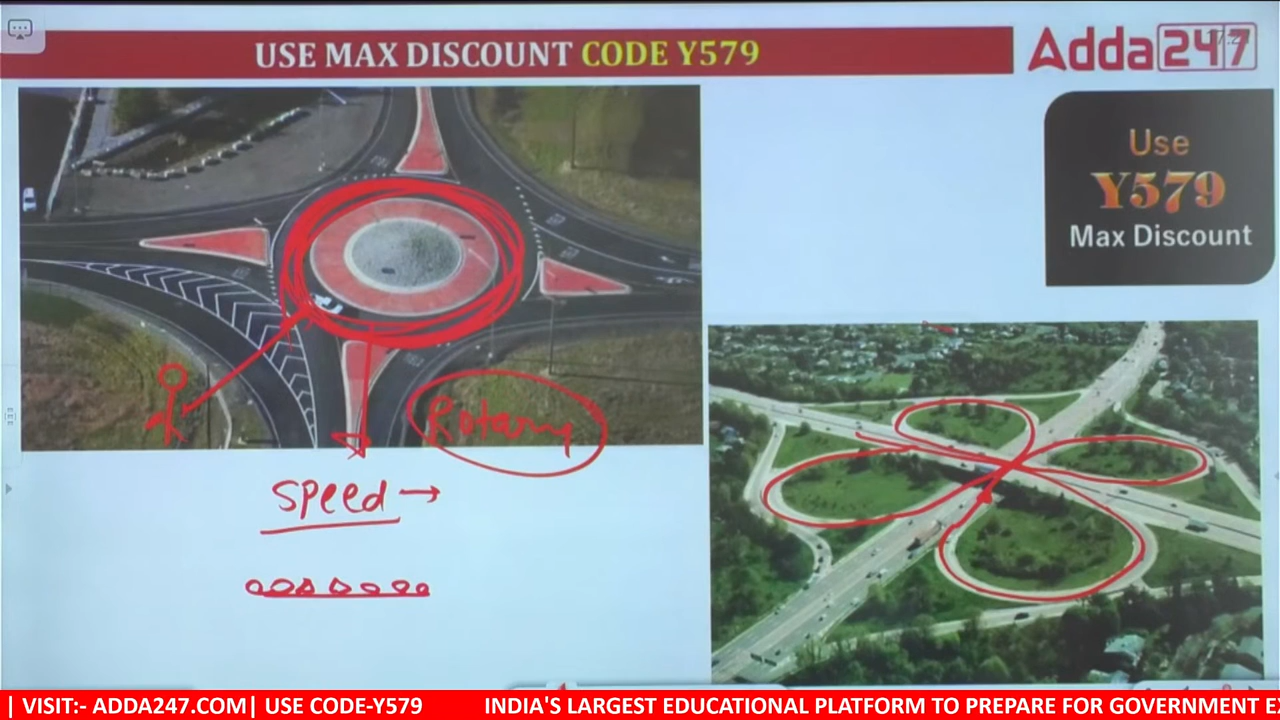 USE MAX DISCOUNT CODE Y579
Adda247
Use
Y579
Max Discount
Rotary
Speed →
| VISIT:- ADDA247.COM| USE CODE-Y579 INDIA'S LARGEST EDUCATIONAL PLATFORM TO PREPARE FOR GOVERNMENT